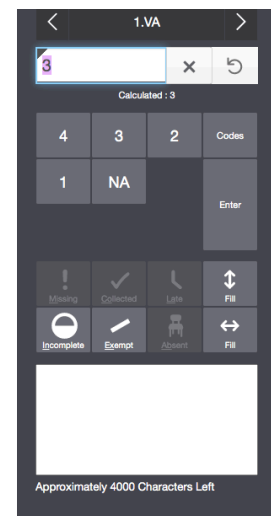 1.VA
3
Calculated : 3
4 3 2 Codes
1 NA
Enter
Missing Collected Late Fill
Incomplete Exempt Absent Fill
Approximately 4000 Characters Left